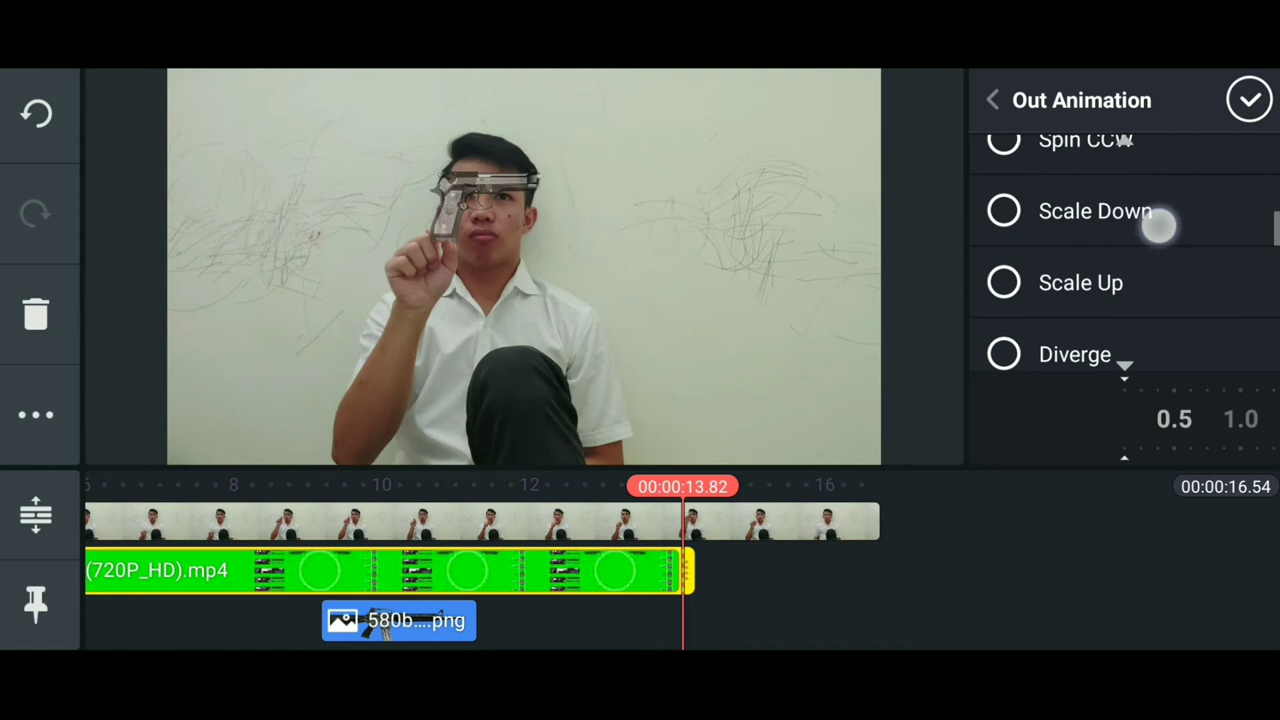 Out Animation
Spin CCW
Scale Down
Scale Up
Diverge
0.5 1.0
6 8 10 12 00:00:13.82 16 00:00:16.54
(720P_HD).mp4
580b....png